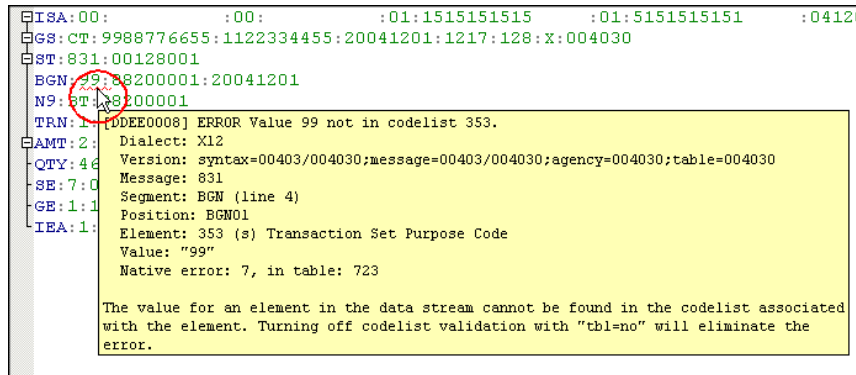 ISA:00: :00: :01:1515151515 :01:5151515151 :0412
GS:CT:9988776655:1122334455:20041201:1217:128:X:004030
ST:831:00128001
BGN:99:88200001:20041201
N9:BT:88200001
TRN:1:
AMT:2:
QTY:46
SE:7:0
GE:1:1
IEA:1:
[DDEE0008] ERROR Value 99 not in codelist 353.
Dialect: X12
Version: syntax=00403/004030;message=00403/004030;agency=004030;table=004030
Message: 831
Segment: BGN (line 4)
Position: BGN01
Element: 353 (s) Transaction Set Purpose Code
Value: "99"
Native error: 7, in table: 723
The value for an element in the data stream cannot be found in the codelist associated
with the element. Turning off codelist validation with "tbl=no" will eliminate the
error.